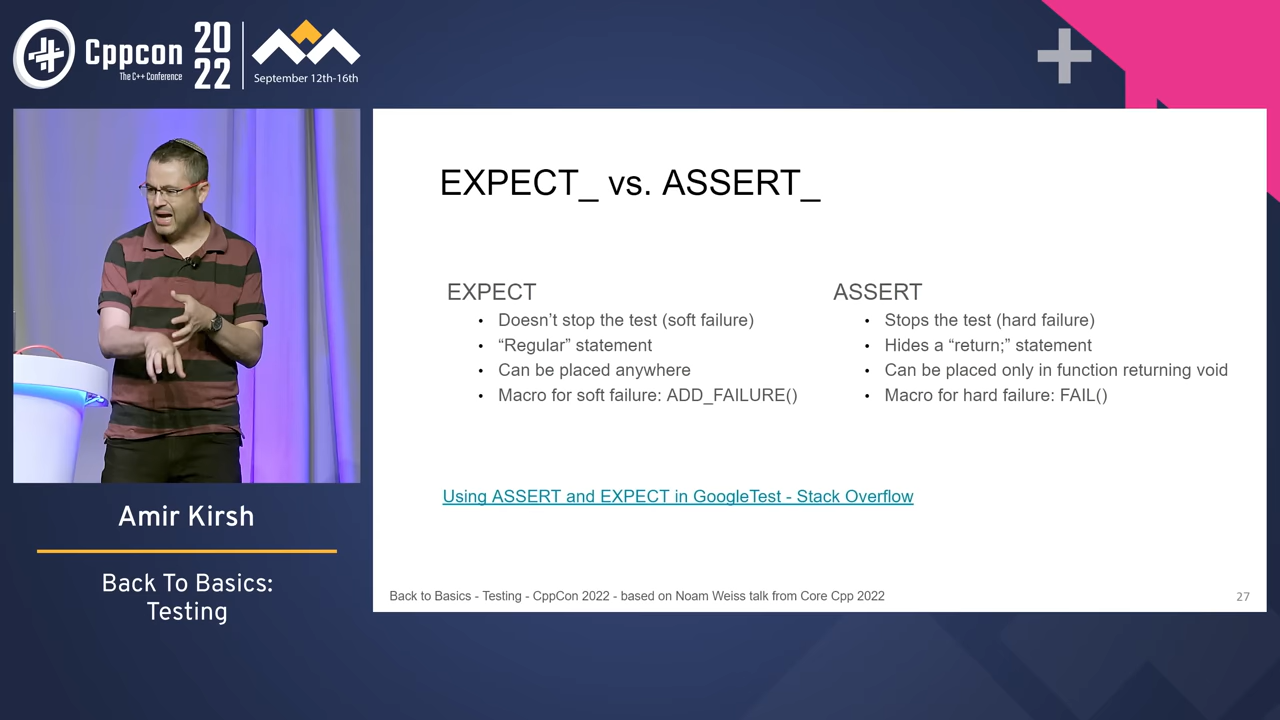 Cppcon
The C++ Conference
20
22
September 12th-16th
EXPECT_ vs. ASSERT_
EXPECT
• Doesn’t stop the test (soft failure)
• “Regular” statement
• Can be placed anywhere
• Macro for soft failure: ADD_FAILURE()
ASSERT
• Stops the test (hard failure)
• Hides a “return;” statement
• Can be placed only in function returning void
• Macro for hard failure: FAIL()
Using ASSERT and EXPECT in GoogleTest - Stack Overflow
Back to Basics - Testing - CppCon 2022 - based on Noam Weiss talk from Core Cpp 2022
27
Amir Kirsh
Back To Basics:
Testing